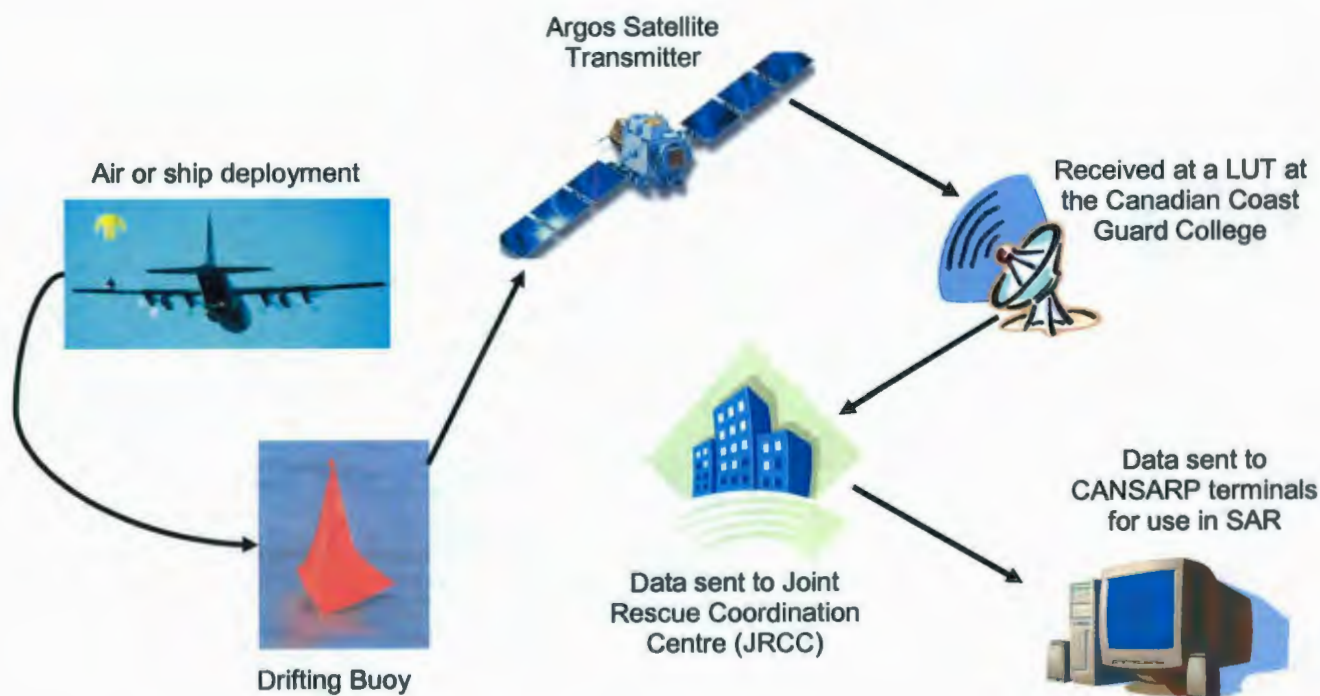 Argos Satellite
Transmitter
Air or ship deployment
Received at a LUT at
the Canadian Coast
Guard College
Drifting Buoy
Data sent to Joint
Rescue Coordination
Centre (JRCC)
Data sent to
CANSARP terminals
for use in SAR